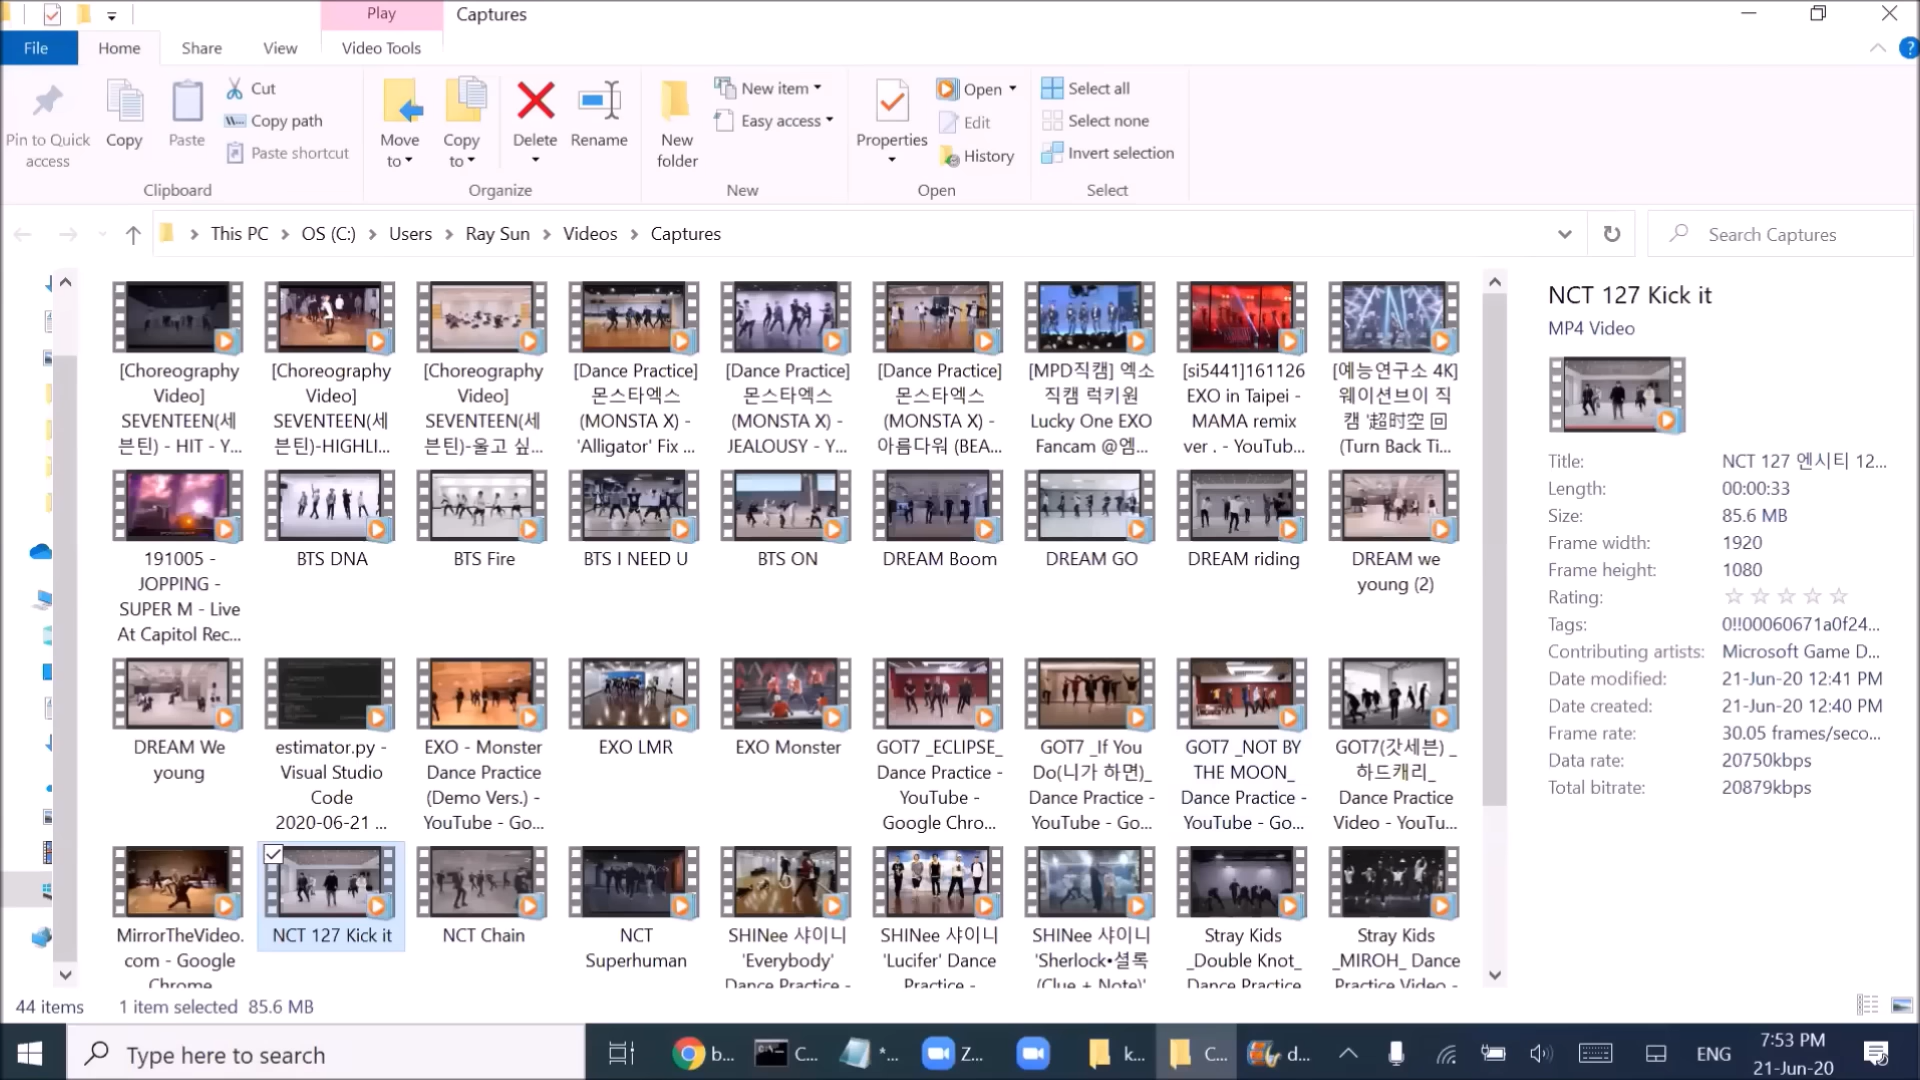 Play
Captures
File
Home
Share
View
Video Tools
Pin to Quick
access
Copy
Paste
Cut
Copy path
Paste shortcut
Clipboard
Move
to
Copy
to
Delete
Rename
Organize
New
folder
New item
Easy access
New
Properties
Open
Edit
History
Open
Select all
Select none
Invert selection
Select
This PC
OS (C:)
Users
Ray Sun
Videos
Captures
Search Captures
[Choreography
Video]
SEVENTEEN(세
븐틴) - HIT - Y...
[Choreography
Video]
SEVENTEEN(세
븐틴)-HIGHLI...
[Choreography
Video]
SEVENTEEN(세
븐틴)-울고 싶...
[Dance Practice]
몬스타엑스
(MONSTA X) -
'Alligator' Fix ...
[Dance Practice]
몬스타엑스
(MONSTA X) -
JEALOUSY - Y...
[Dance Practice]
몬스타엑스
(MONSTA X) -
아름다워 (BEA...
[MPD직캠] 엑소
직캠 럭키원
Lucky One EXO
Fancam @엠...
[si5441]161126
EXO in Taipei -
MAMA remix
ver . - YouTub...
[예능연구소 4K]
웨이션브이 직
캠 '超时空 回
(Turn Back Ti...
191005 -
JOPPING -
SUPER M - Live
At Capitol Rec...
BTS DNA
BTS Fire
BTS I NEED U
BTS ON
DREAM Boom
DREAM GO
DREAM riding
DREAM we
young (2)
DREAM We
young
estimator.py -
Visual Studio
Code
2020-06-21 ...
EXO - Monster
Dance Practice
(Demo Vers.) -
YouTube - Go...
EXO LMR
EXO Monster
GOT7 _ECLIPSE_
Dance Practice -
YouTube -
Google Chro...
GOT7 _If You
Do(니가 하면)_
Dance Practice -
YouTube - Go...
GOT7 _NOT BY
THE MOON_
Dance Practice -
YouTube - Go...
GOT7(갓세븐) _
하드캐리_
Dance Practice
Video - YouTu...
MirrorTheVideo.
com - Google
Chrome
NCT 127 Kick it
NCT Chain
NCT
Superhuman
SHINee 샤이니
'Everybody'
Dance Practice -
SHINee 샤이니
'Lucifer' Dance
Practice -
SHINee 샤이니
'Sherlock•셜록
(Clue + Note)'
Stray Kids
_Double Knot_
Dance Practice
Stray Kids
_MIROH_ Dance
Practice Video -
NCT 127 Kick it
MP4 Video
Title: NCT 127 엔시티 12...
Length: 00:00:33
Size: 85.6 MB
Frame width: 1920
Frame height: 1080
Rating:
Tags: 0!!00060671a0f24...
Contributing artists: Microsoft Game D...
Date modified: 21-Jun-20 12:41 PM
Date created: 21-Jun-20 12:40 PM
Frame rate: 30.05 frames/seco...
Data rate: 20750kbps
Total bitrate: 20879kbps
44 items
1 item selected 85.6 MB
Type here to search
b...
C...
*...
Z...
k...
C...
d...
ENG
7:53 PM
21-Jun-20